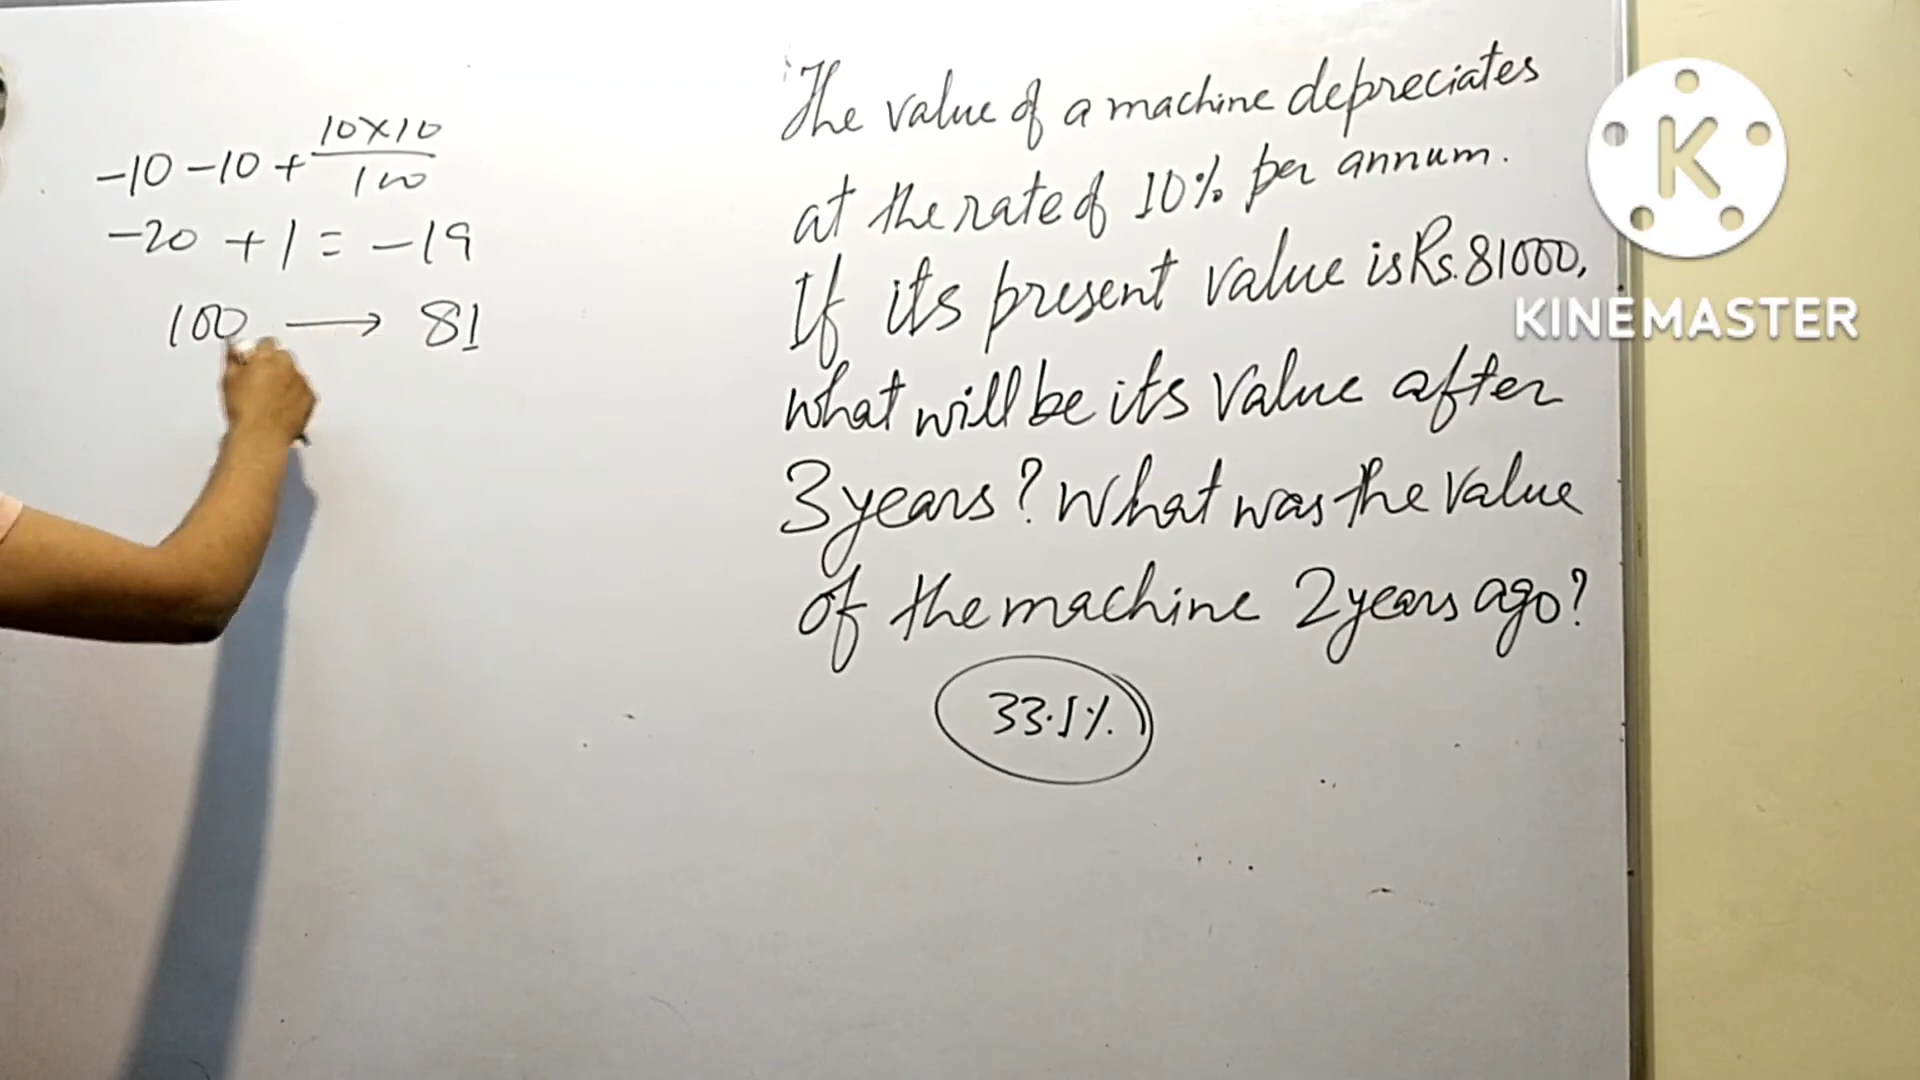 -10 -10 + 10×10/100
-20 + 1 = -19
100 → 81
The value of a machine depreciates
at the rate of 10% per annum.
If its present value is Rs. 81000,
what will be its value after
3 years? What was the value
of the machine 2 years ago?
33.5%
K
KINEMASTER